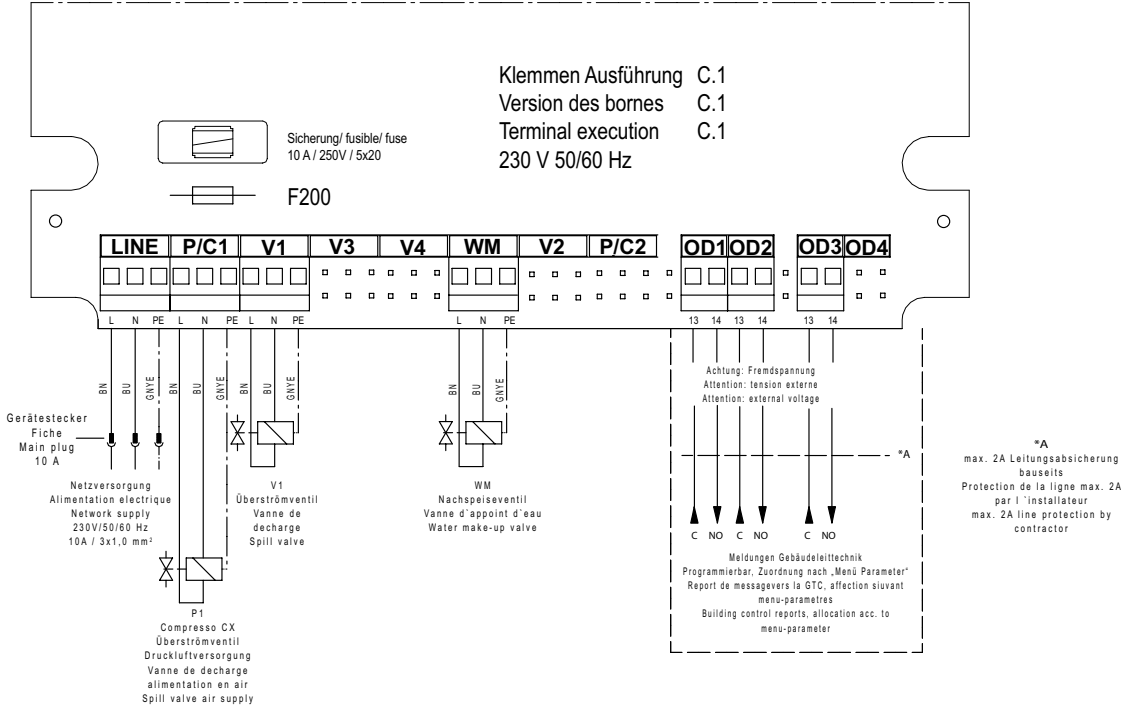 Klemmen Ausführung C.1
Version des bornes C.1
Terminal execution C.1
230 V 50/60 Hz
Sicherung/ fusible/ fuse
10 A / 250V / 5x20
F200
LINE P/C1 V1 V3 V4 WM V2 P/C2 OD1 OD2 OD3 OD4
L N PE L N PE L N PE L N PE 13 14 13 14 13 14
BN BU GNYE BN BU GNYE BN BU GNYE BN BU GNYE
Achtung: Fremdspannung
Attention: tension externe
Attention: external voltage
Gerätestecker
Fiche
Main plug
10 A
*A
*A
max. 2A Leitungsabsicherung
bauseits
Protection de la ligne max. 2A
par l ´installateur
max. 2A line protection by
contractor
Netzversorgung
Alimentation electrique
Network supply
230V/50/60 Hz
10A / 3x1,0 mm²
V1
Überströmventil
Vanne de
decharge
Spill valve
WM
Nachspeiseventil
Vanne d`appoint d`eau
Water make-up valve
C NO C NO C NO
Meldungen Gebäudeleittechnik
Programmierbar, Zuordnung nach „Menü Parameter"
Report de messagevers la GTC, affection siuvant
menu-parametres
Building control reports, allocation acc. to
menu-parameter
P1
Compresso CX
Überströmventil
Druckluftversorgung
Vanne de decharge
alimentation en air
Spill valve air supply